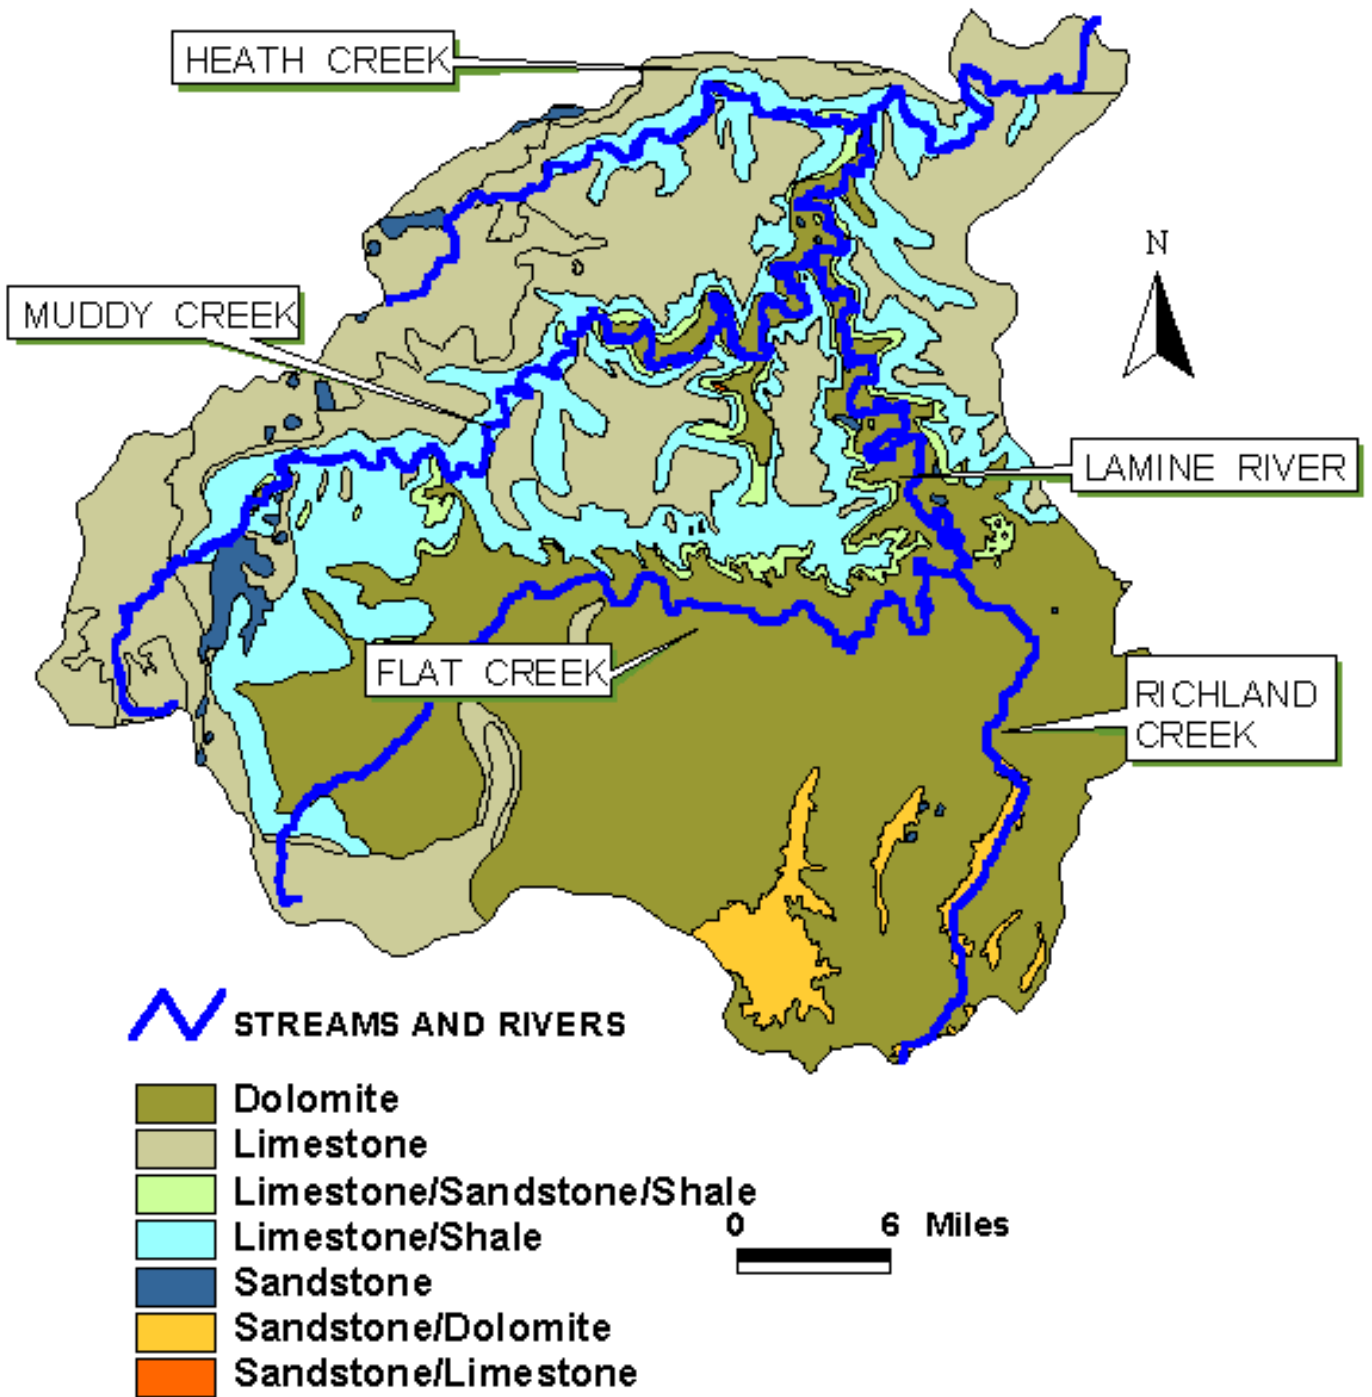 HEATH CREEK
N
MUDDY CREEK
LAMINE RIVER
FLAT CREEK
RICHLAND
CREEK
STREAMS AND RIVERS
Dolomite
Limestone
Limestone/Sandstone/Shale
0 6 Miles
Limestone/Shale
Sandstone
Sandstone/Dolomite
Sandstone/Limestone